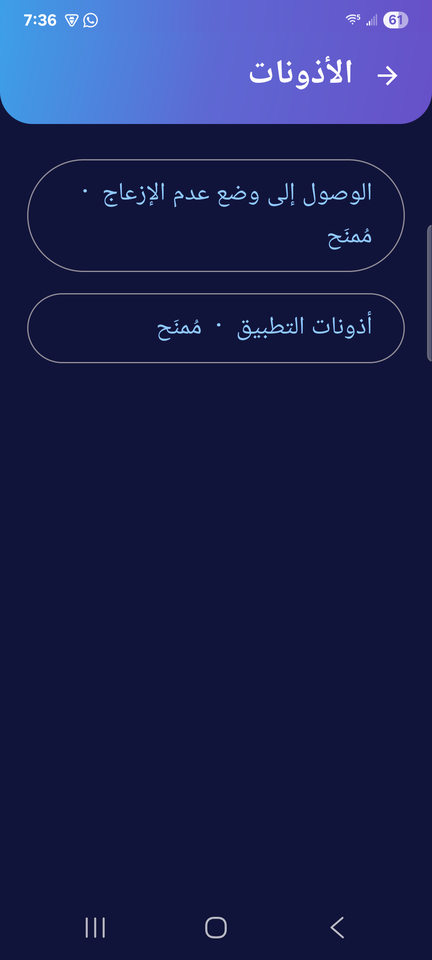 7:36
61
الأذونات
الوصول إلى وضع عدم الإزعاج ·
مُمنَح
أذونات التطبيق · مُمنَح